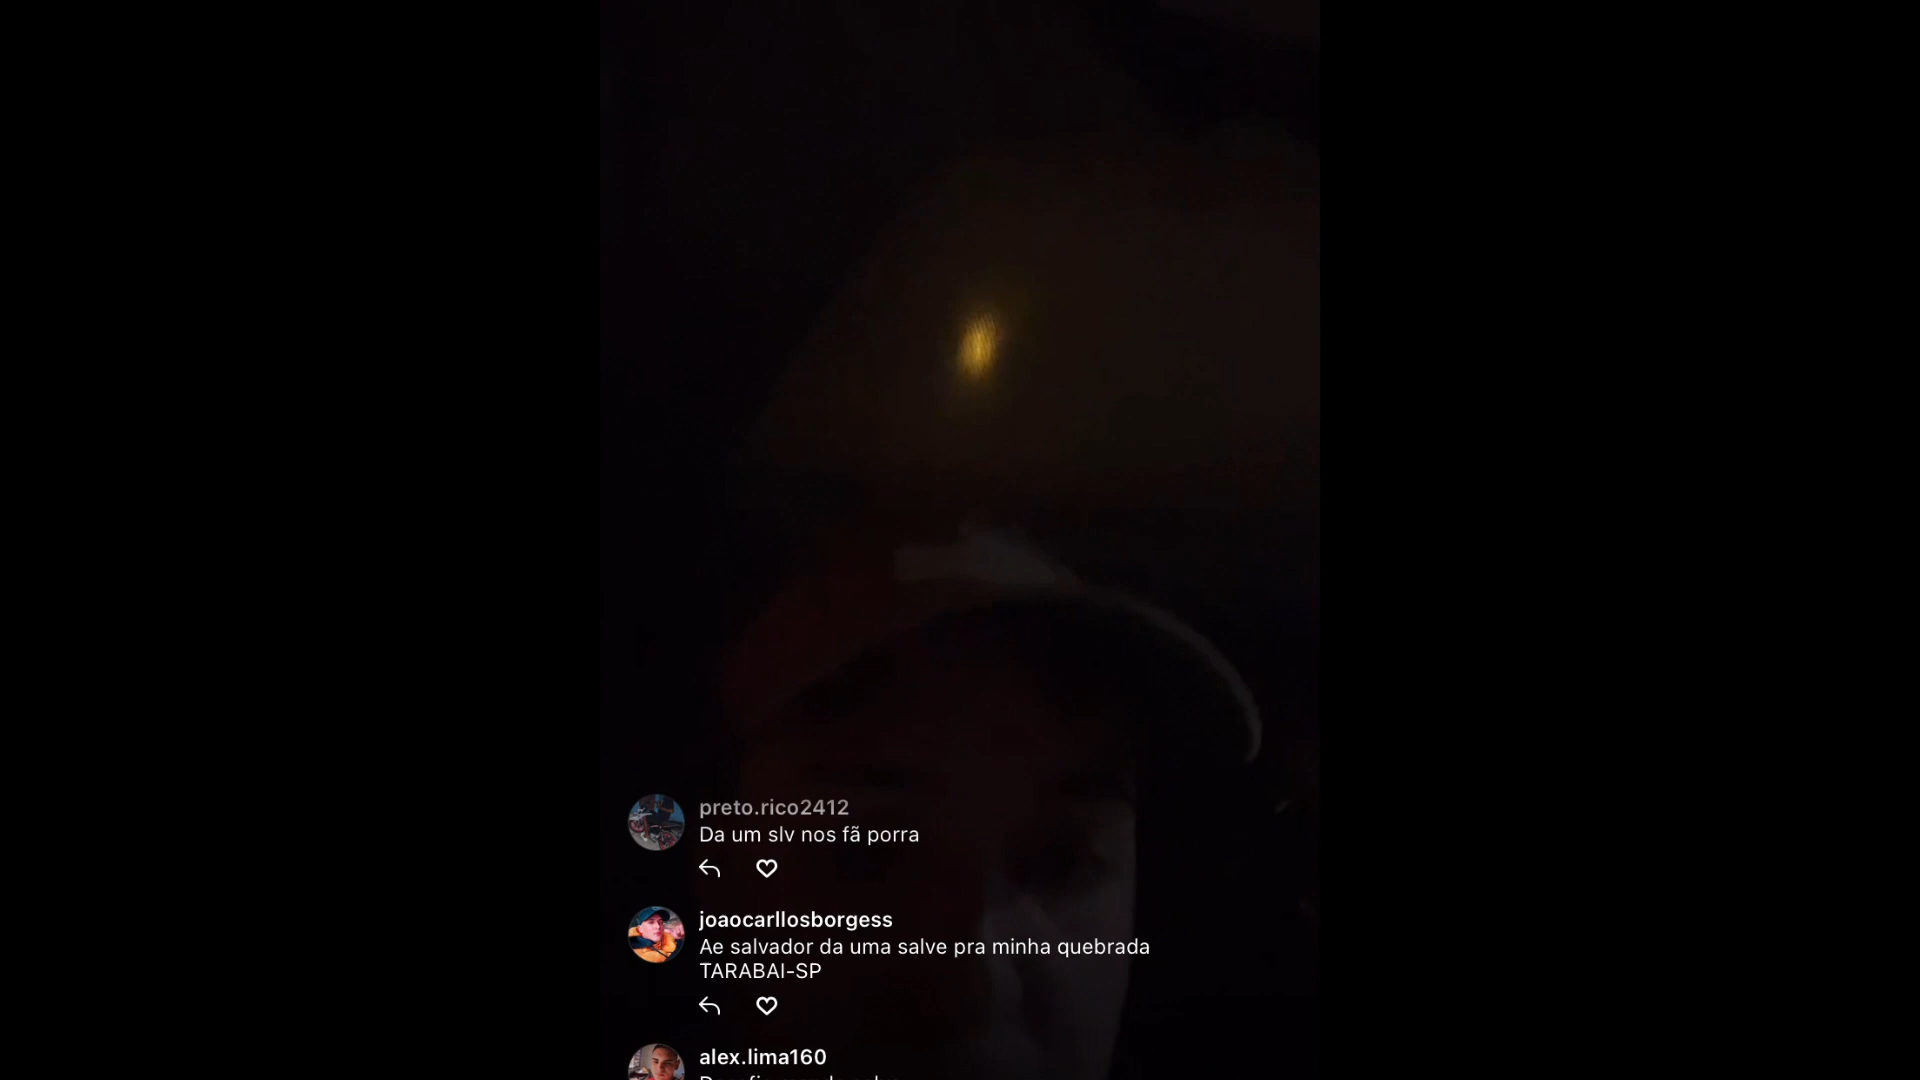 preto.rico2412
Da um slv nos fã porra
joaocarllosborgess
Ae salvador da uma salve pra minha quebrada
TARABAI-SP
alex.lima160